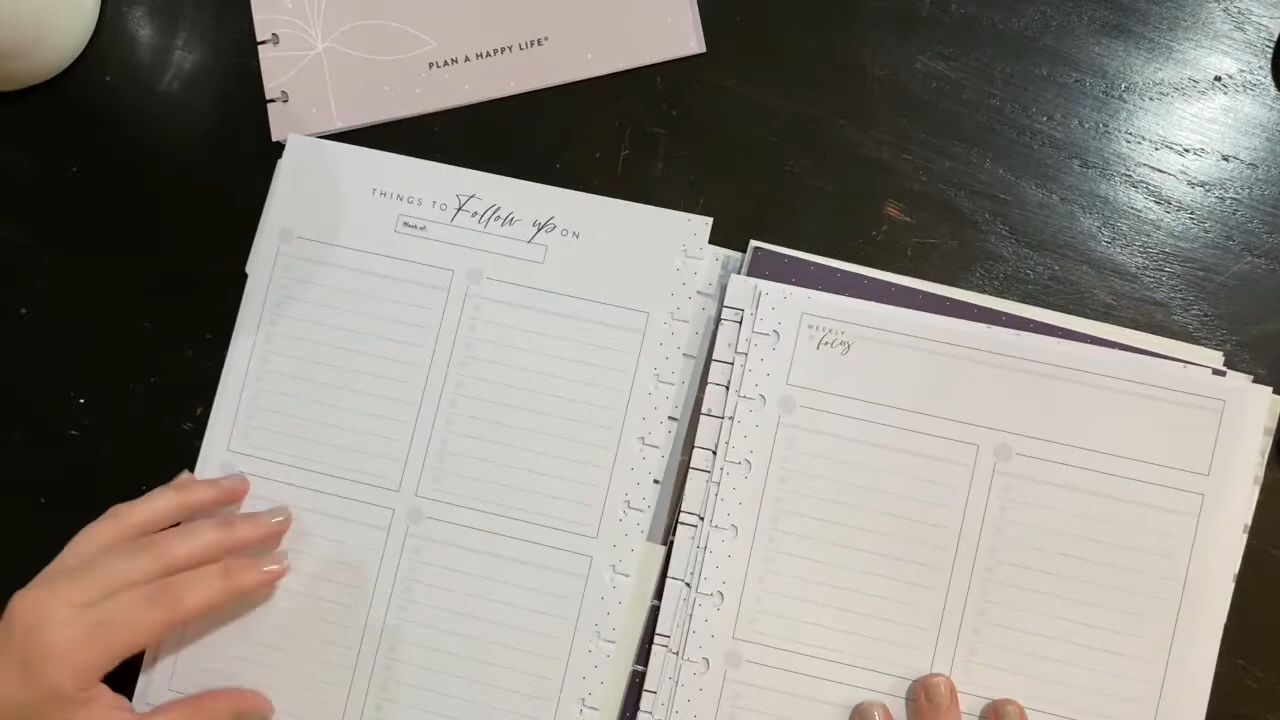 PLAN A HAPPY LIFE®
THINGS TO Follow up ON
Week of:
WEEKLY
focus